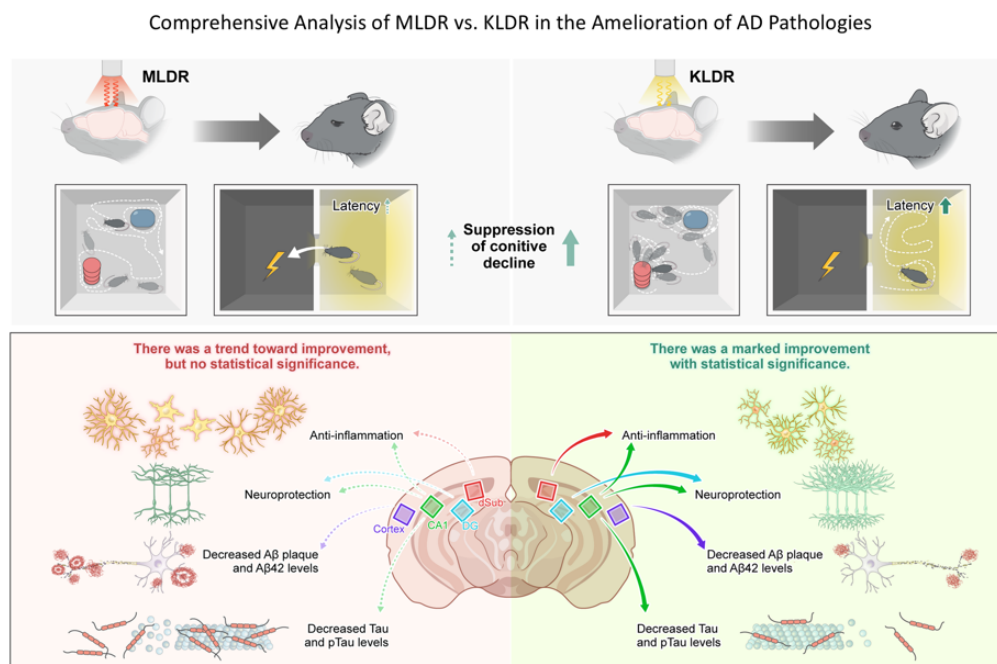 Comprehensive Analysis of MLDR vs. KLDR in the Amelioration of AD Pathologies
MLDR
KLDR
Latency
Latency
Suppression
of conitive
decline
There was a trend toward improvement,
but no statistical significance.
There was a marked improvement
with statistical significance.
Anti-inflammation
Anti-inflammation
Neuroprotection
Neuroprotection
dSub
Cortex
CA1
DG
Decreased Aβ plaque
and Aβ42 levels
Decreased Aβ plaque
and Aβ42 levels
Decreased Tau
and pTau levels
Decreased Tau
and pTau levels